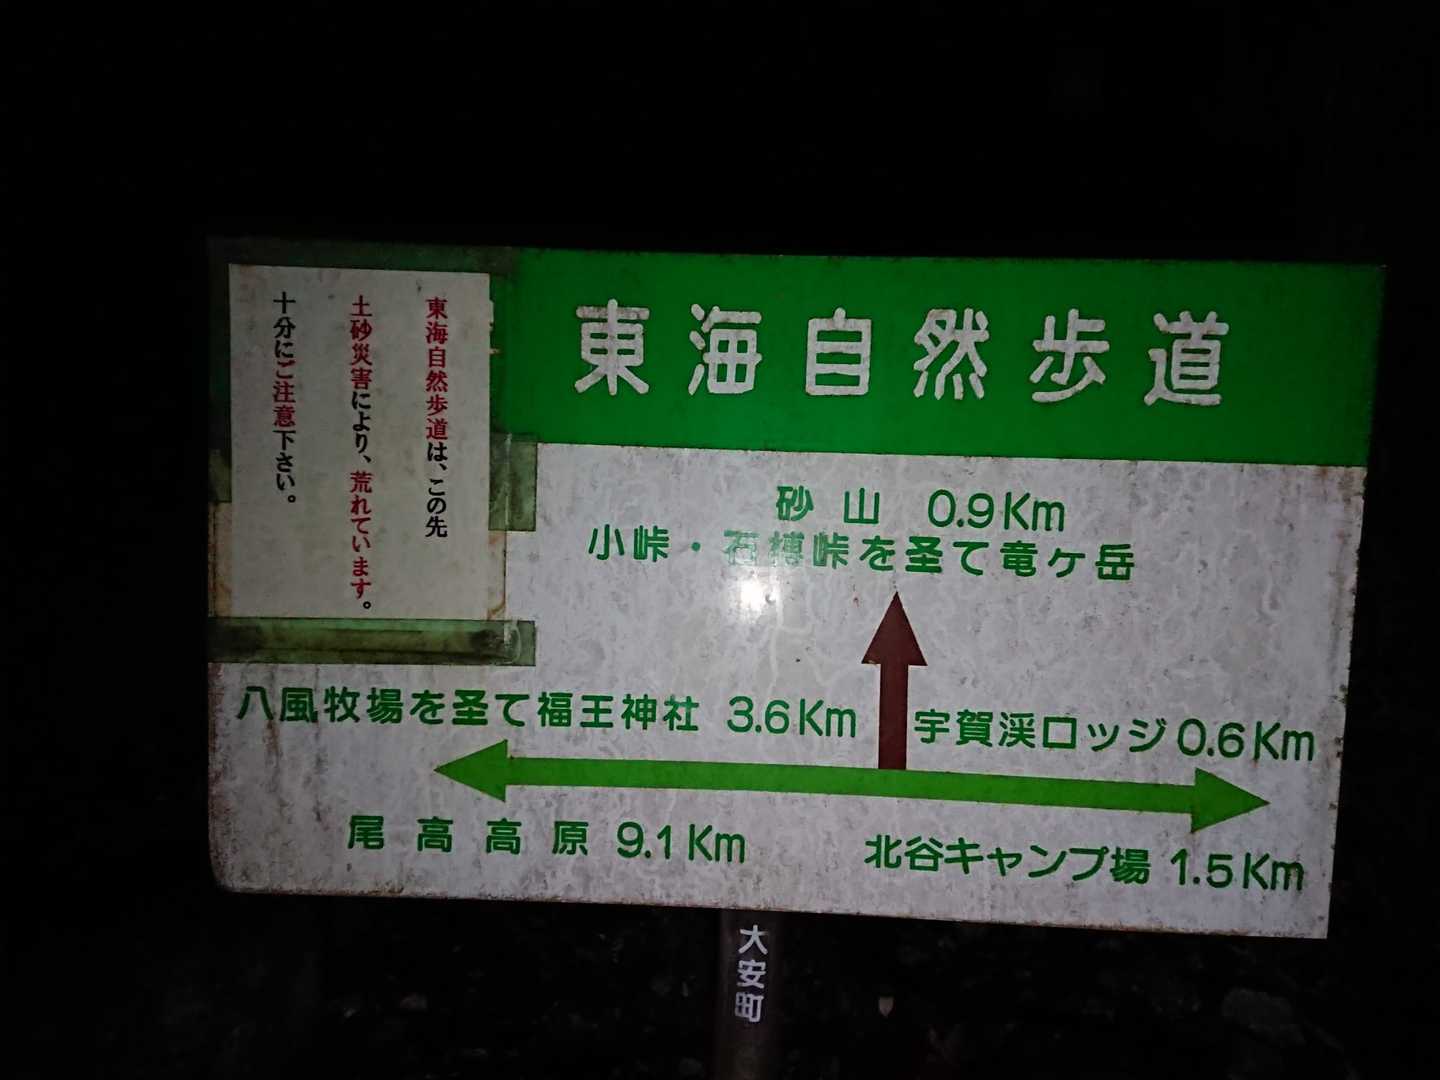 東海自然歩道
東海自然歩道は、この先
土砂災害により、荒れています。
十分にご注意下さい。
砂山 0.9Km
小峠・石榑峠を圣て竜ヶ岳
八風牧場を圣て福王神社 3.6Km
宇賀渓ロッジ0.6Km
尾高高原 9.1Km
北谷キャンプ場 1.5Km
大安町